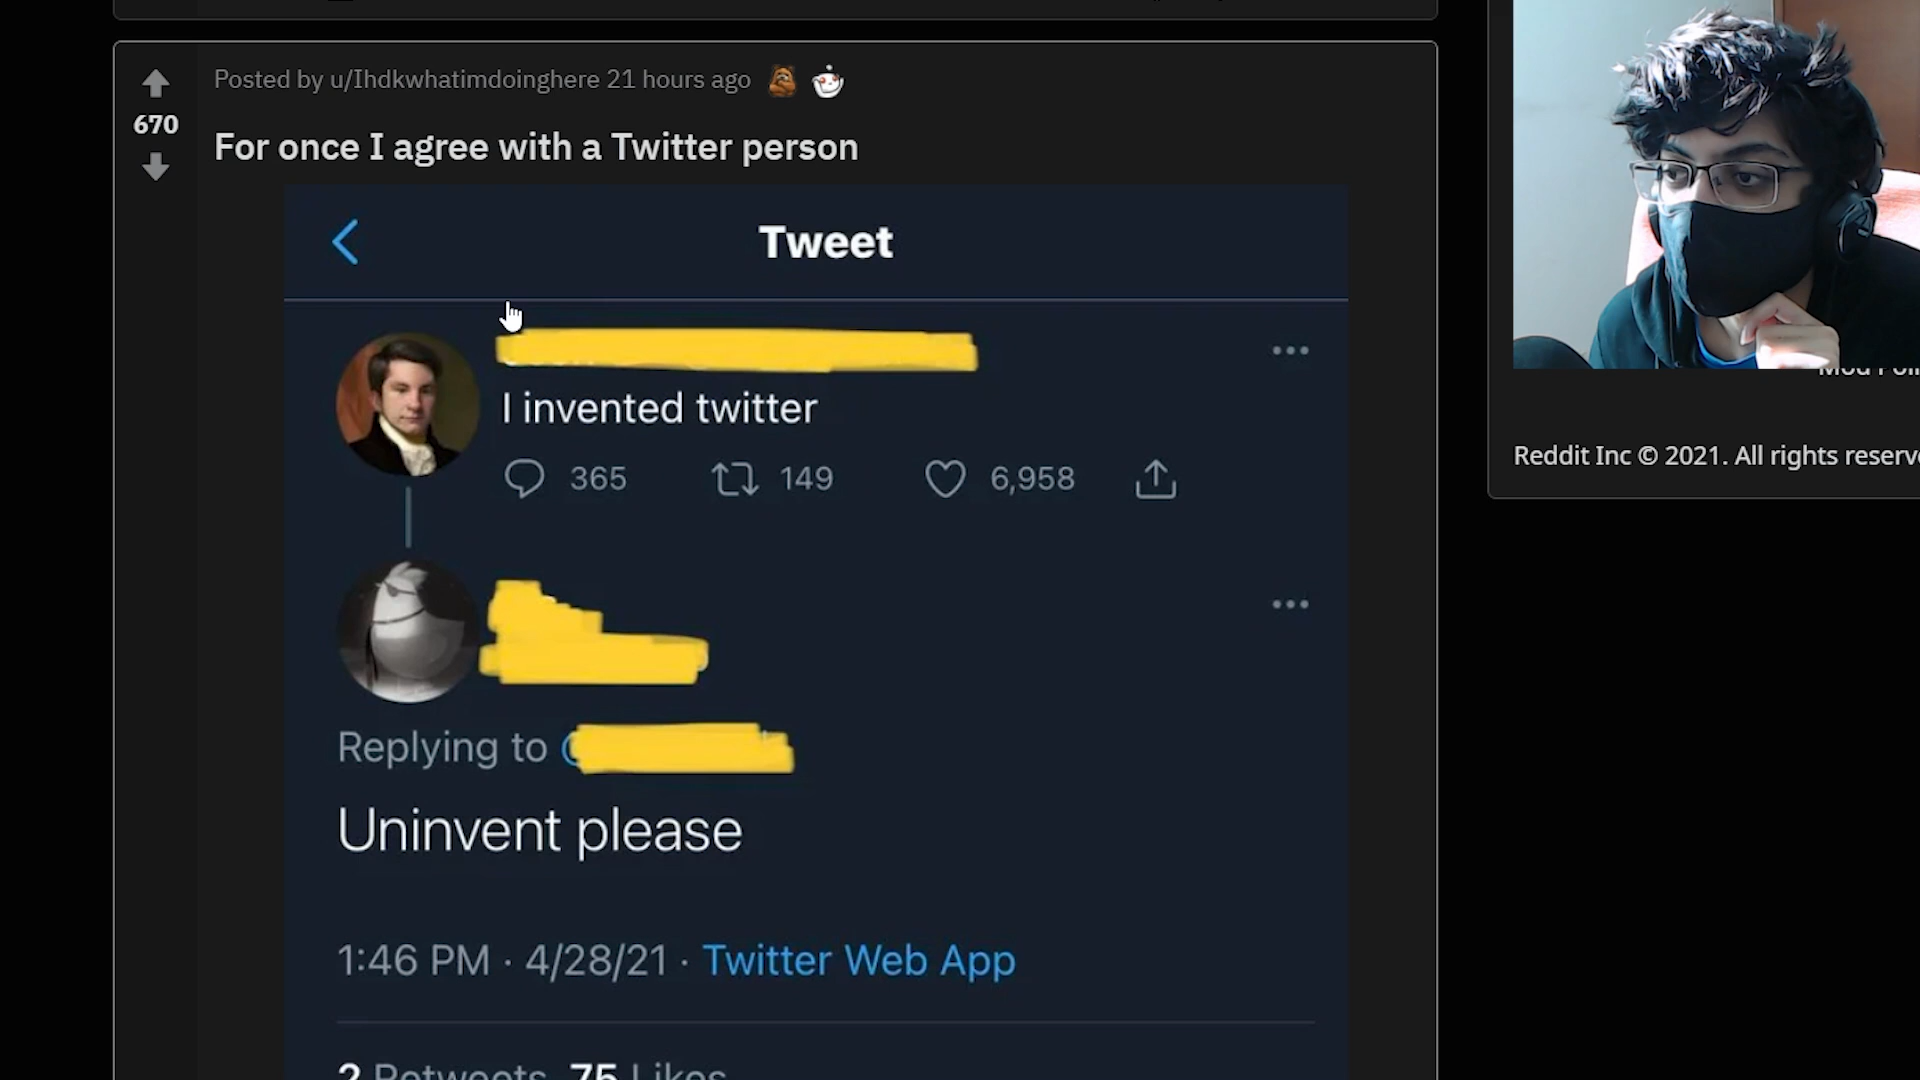 Posted by u/Ihdkwhatimdoinghere 21 hours ago
670
For once I agree with a Twitter person
Tweet
I invented twitter
365 149 6,958
Replying to
Uninvent please
1:46 PM · 4/28/21 · Twitter Web App
2 Retweets 75 Likes
Reddit Inc © 2021. All rights reserve